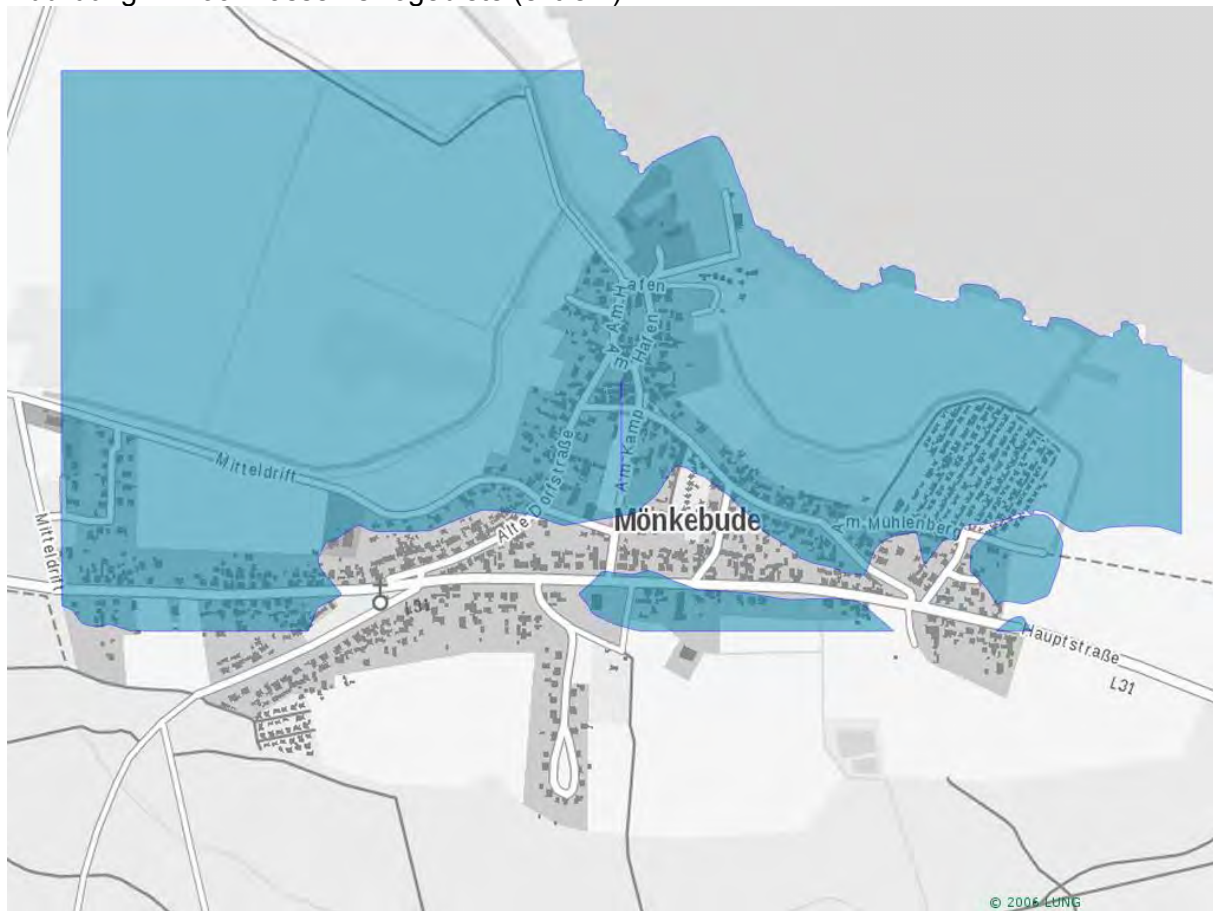 Am Hafen
Am Hafen
Am Kamp
Mitteldrift
Alte Dorfstraße
Mönkebude
Am Mühlenberg
Mitteldrift
L31
Hauptstraße
L31
© 2006 LUNG